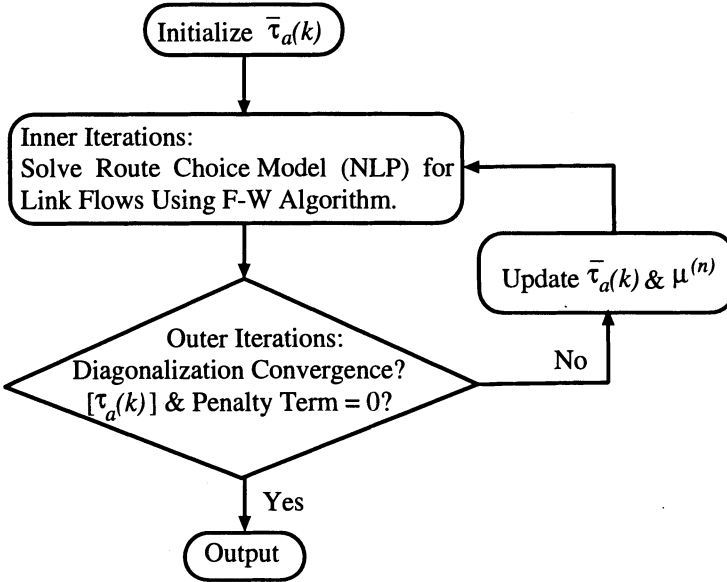 Initialize τ̄ₐ(k)
Inner Iterations:
Solve Route Choice Model (NLP) for
Link Flows Using F-W Algorithm.
Update τ̄ₐ(k) & μ⁽ⁿ⁾
Outer Iterations:
Diagonalization Convergence?
[τₐ(k)] & Penalty Term = 0?
No
Yes
Output